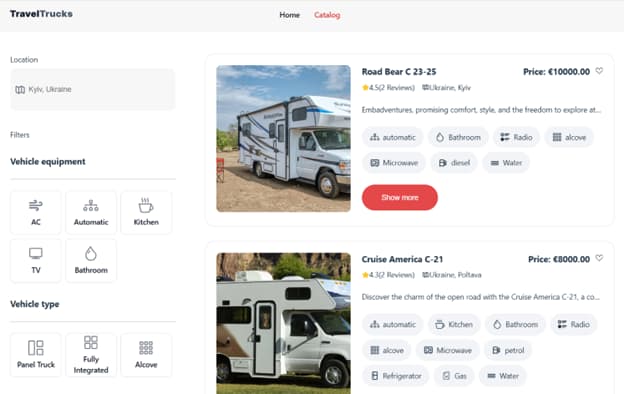 TravelTrucks
Home Catalog
Location
Kyiv, Ukraine
Filters
Vehicle equipment
AC Automatic Kitchen
TV Bathroom
Vehicle type
Panel Truck Fully Integrated Alcove
Road Bear C 23-25 Price: €10000.00
4.5(2 Reviews) Ukraine, Kyiv
Embadventures, promising comfort, style, and the freedom to explore at...
automatic Bathroom Radio alcove
Microwave diesel Water
Show more
Cruise America C-21 Price: €8000.00
4.3(2 Reviews) Ukraine, Poltava
Discover the charm of the open road with the Cruise America C-21, a co...
automatic Kitchen Bathroom Radio
alcove Microwave petrol
Refrigerator Gas Water